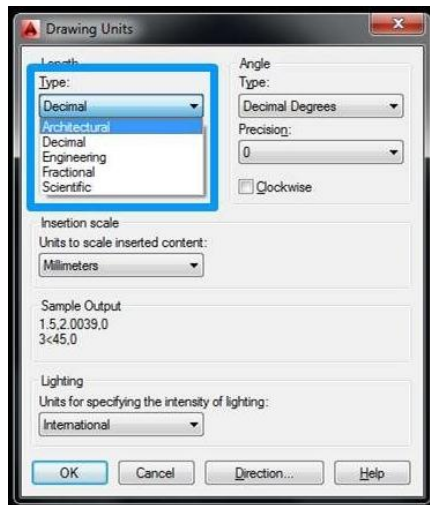 Drawing Units
Length
Type:
Decimal
Architectural
Decimal
Engineering
Fractional
Scientific
Angle
Type:
Decimal Degrees
Precision:
0
Clockwise
Insertion scale
Units to scale inserted content:
Millimeters
Sample Output
1.5,2.0039,0
3<45,0
Lighting
Units for specifying the intensity of lighting:
International
OK
Cancel
Direction...
Help